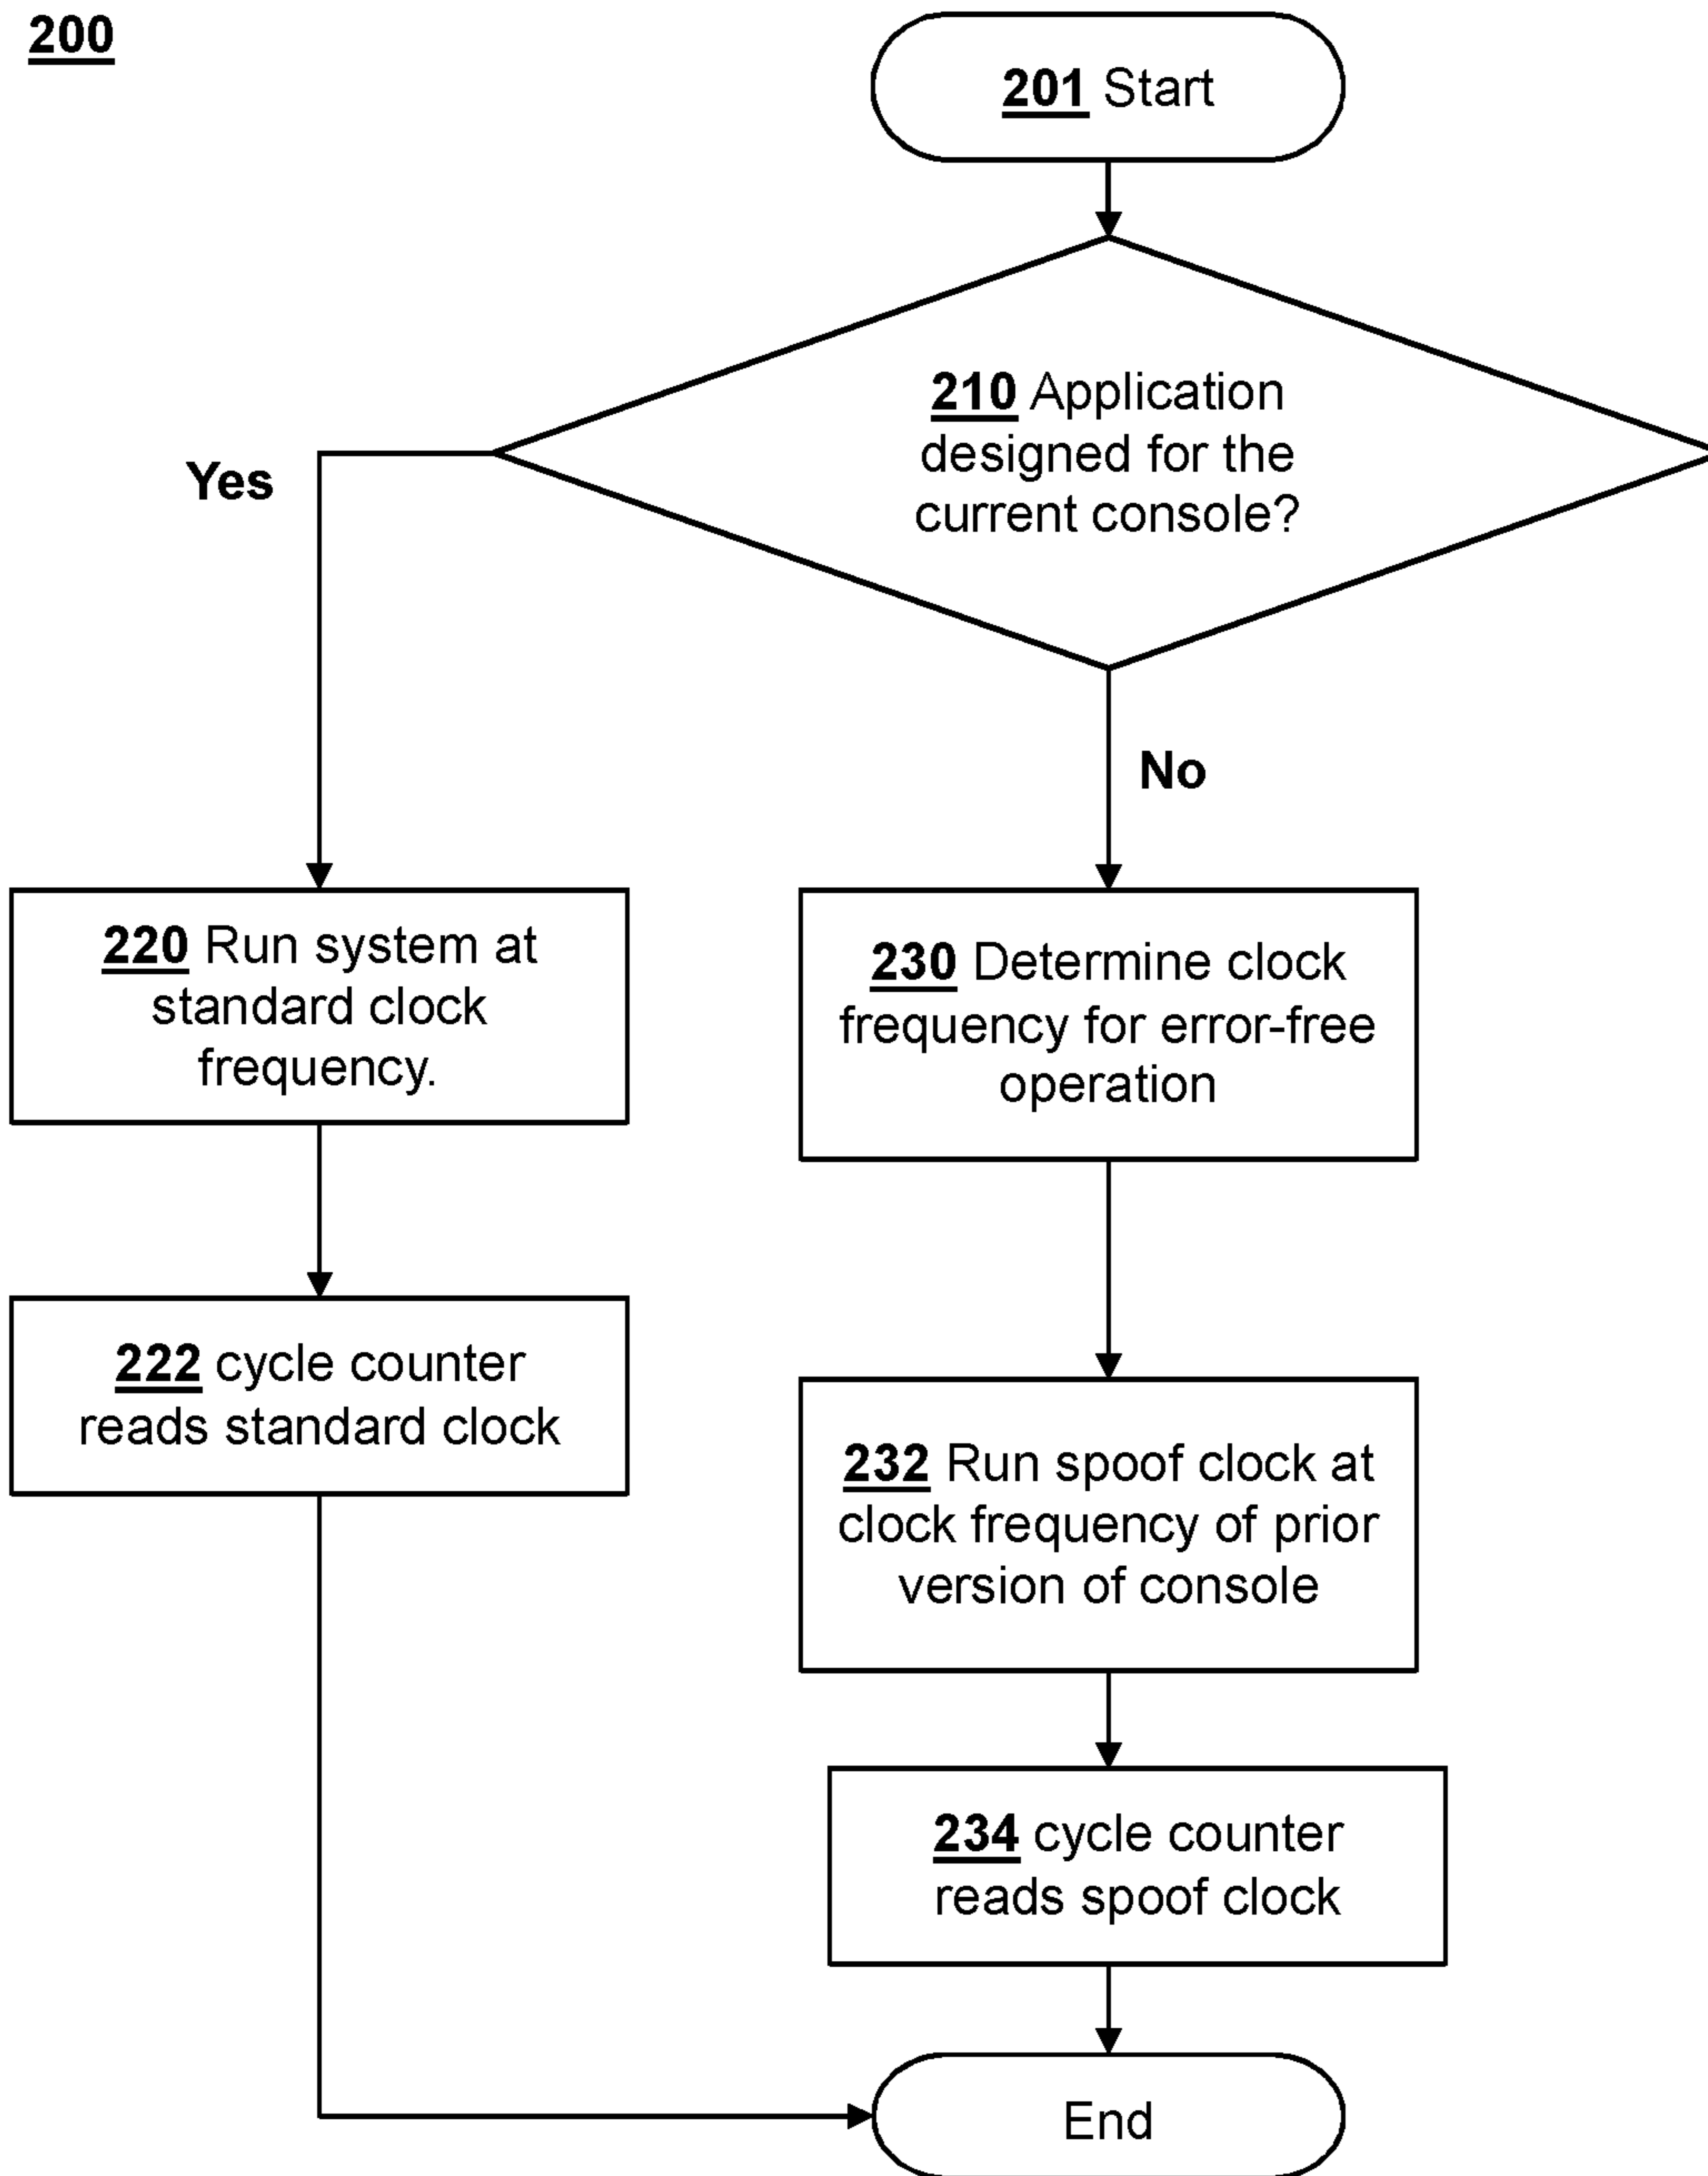 200
201 Start
210 Application
designed for the
current console?
Yes
No
220 Run system at
standard clock
frequency.
230 Determine clock
frequency for error-free
operation
222 cycle counter
reads standard clock
232 Run spoof clock at
clock frequency of prior
version of console
234 cycle counter
reads spoof clock
End